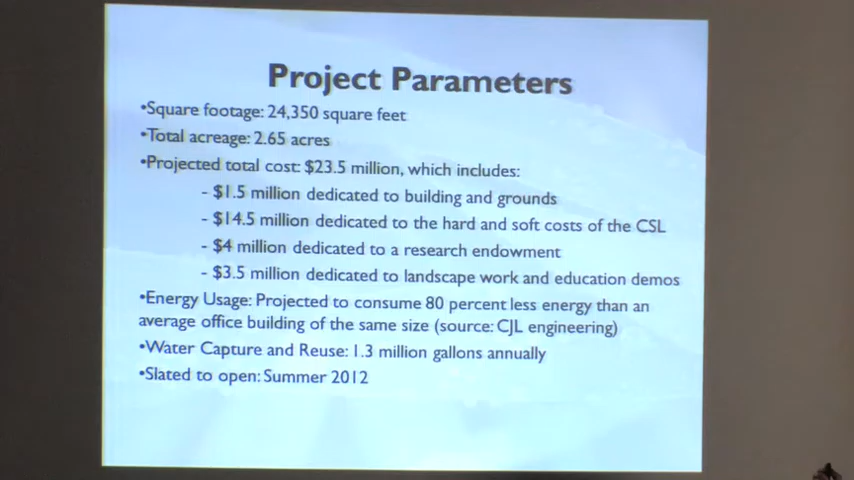 Project Parameters
•Square footage: 24,350 square feet
•Total acreage: 2.65 acres
•Projected total cost: $23.5 million, which includes:
- $1.5 million dedicated to building and grounds
- $14.5 million dedicated to the hard and soft costs of the CSL
- $4 million dedicated to a research endowment
- $3.5 million dedicated to landscape work and education demos
•Energy Usage: Projected to consume 80 percent less energy than an
average office building of the same size (source: CJL engineering)
•Water Capture and Reuse: 1.3 million gallons annually
•Slated to open: Summer 2012